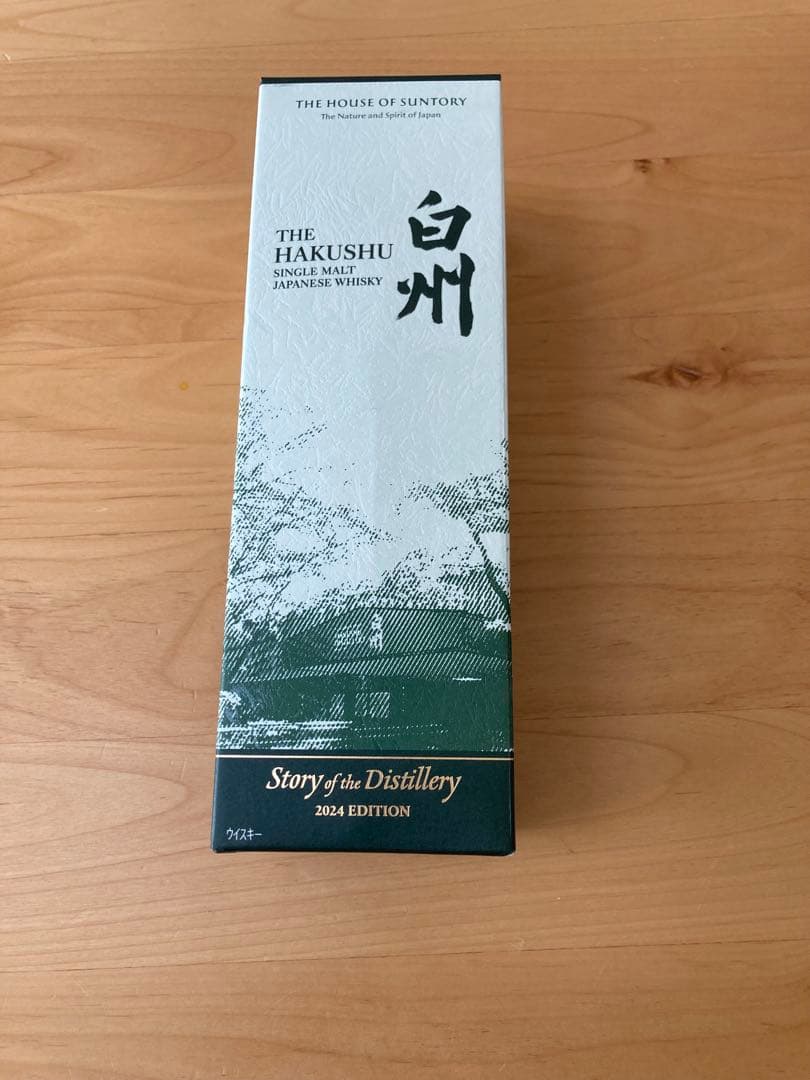 THE HOUSE OF SUNTORY
The Nature and Spirit of Japan
白州
THE
HAKUSHU
SINGLE MALT
JAPANESE WHISKY
Story of the Distillery
2024 EDITION
ウイスキー